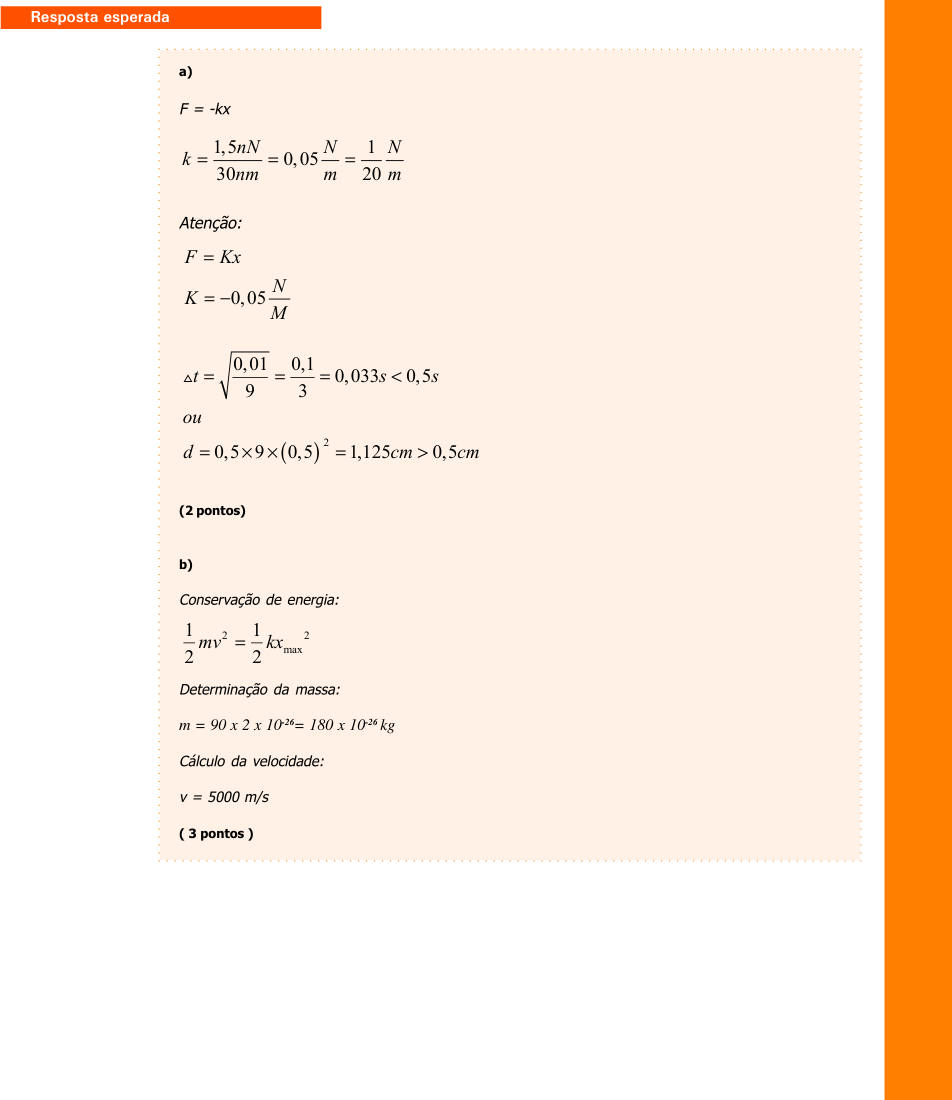 Resposta esperada
a)
F = -kx
k = 1,5nN/30nm = 0,05 N/m = 1/20 N/m
Atenção:
F = Kx
K = −0,05 N/M
△t = √(0,01/9) = 0,1/3 = 0,033s < 0,5s
ou
d = 0,5×9×(0,5)² = 1,125cm > 0,5cm
(2 pontos)
b)
Conservação de energia:
1/2 mv² = 1/2 kx_max²
Determinação da massa:
m = 90 x 2 x 10⁻²⁶= 180 x 10⁻²⁶ kg
Cálculo da velocidade:
v = 5000 m/s
( 3 pontos )